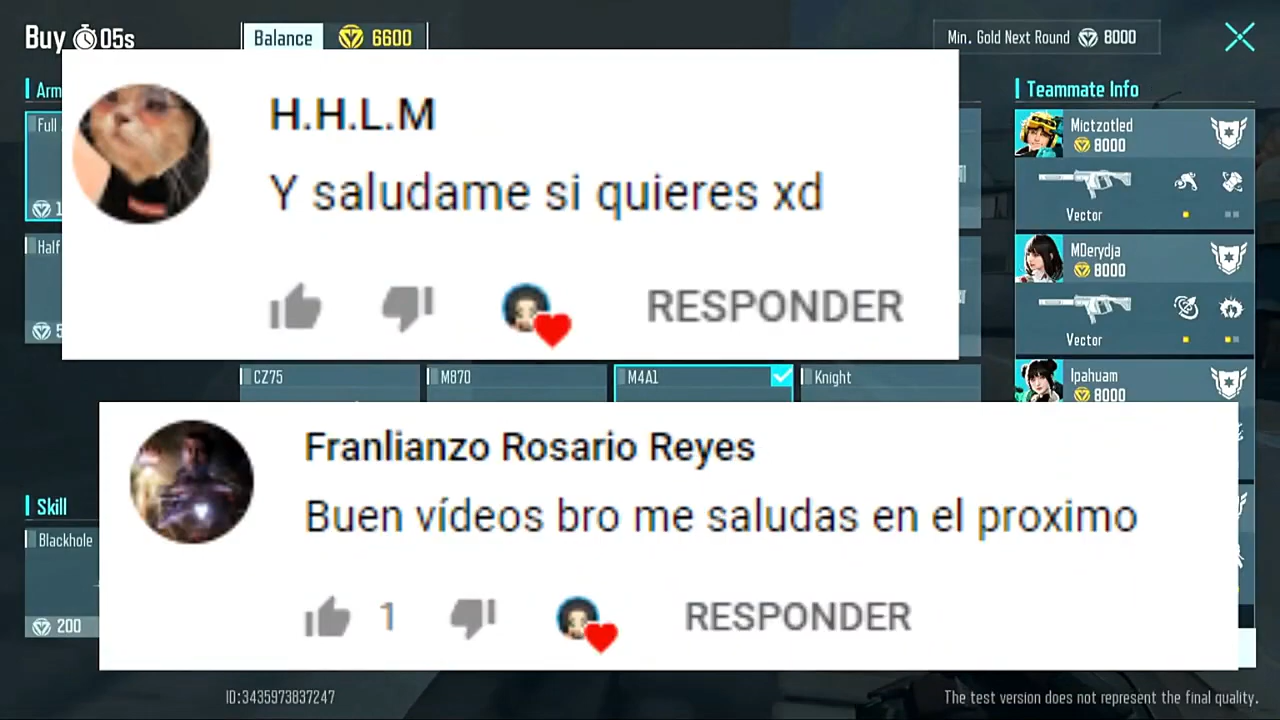 Buy 05s
Balance
6600
Min. Gold Next Round 8000
Arm
Full
1
Half
5
H.H.L.M
Y saludame si quieres xd
RESPONDER
Teammate Info
Mictzotled
8000
Vector
MDerydja
8000
Vector
Ipahuam
8000
CZ75
M870
M4A1
Knight
Franlianzo Rosario Reyes
Buen vídeos bro me saludas en el proximo
1
RESPONDER
Skill
Blackhole
200
ID:3435973837247
The test version does not represent the final quality.